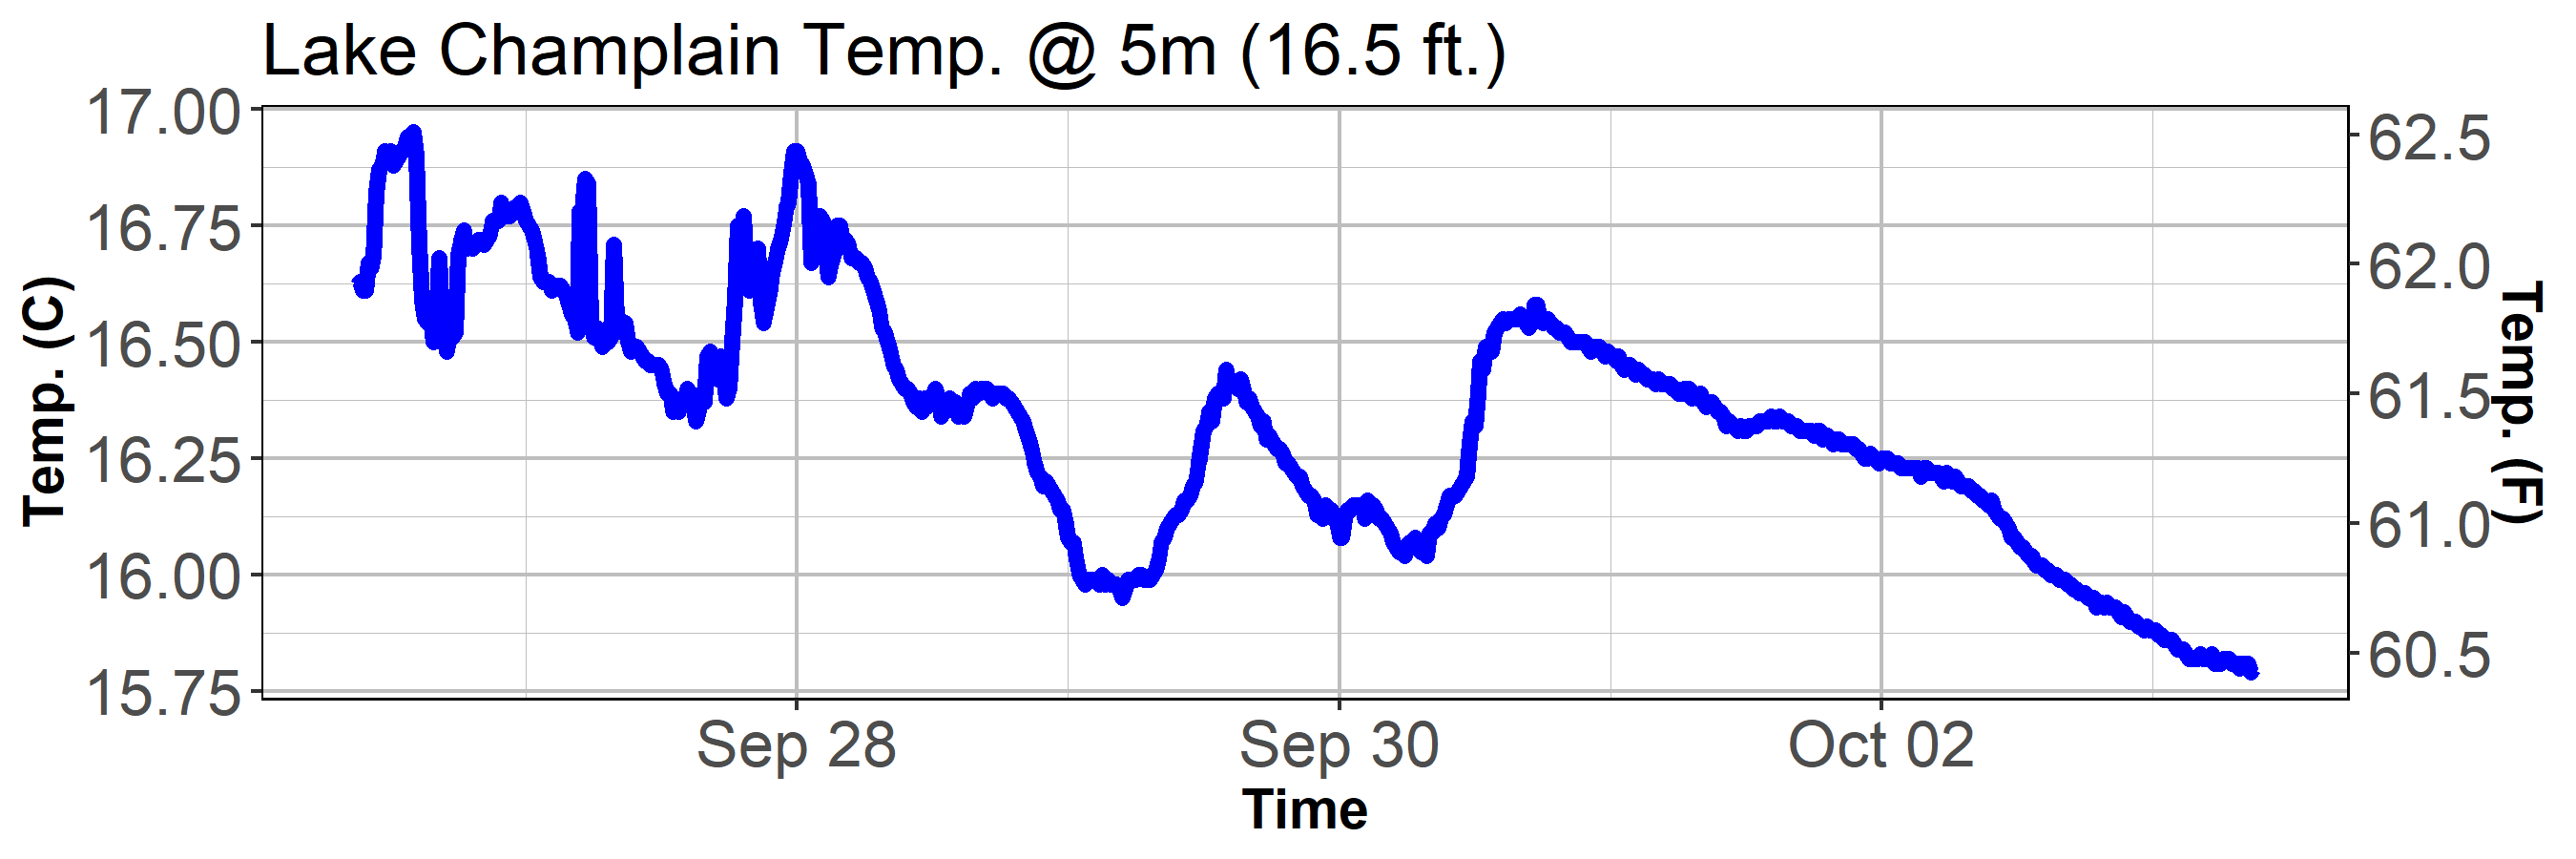 Lake Champlain Temp. @ 5m (16.5 ft.)
17.00
16.75
16.50
16.25
16.00
15.75
Temp. (C)
62.5
62.0
61.5
61.0
60.5
Temp. (F)
Sep 28 Sep 30 Oct 02
Time